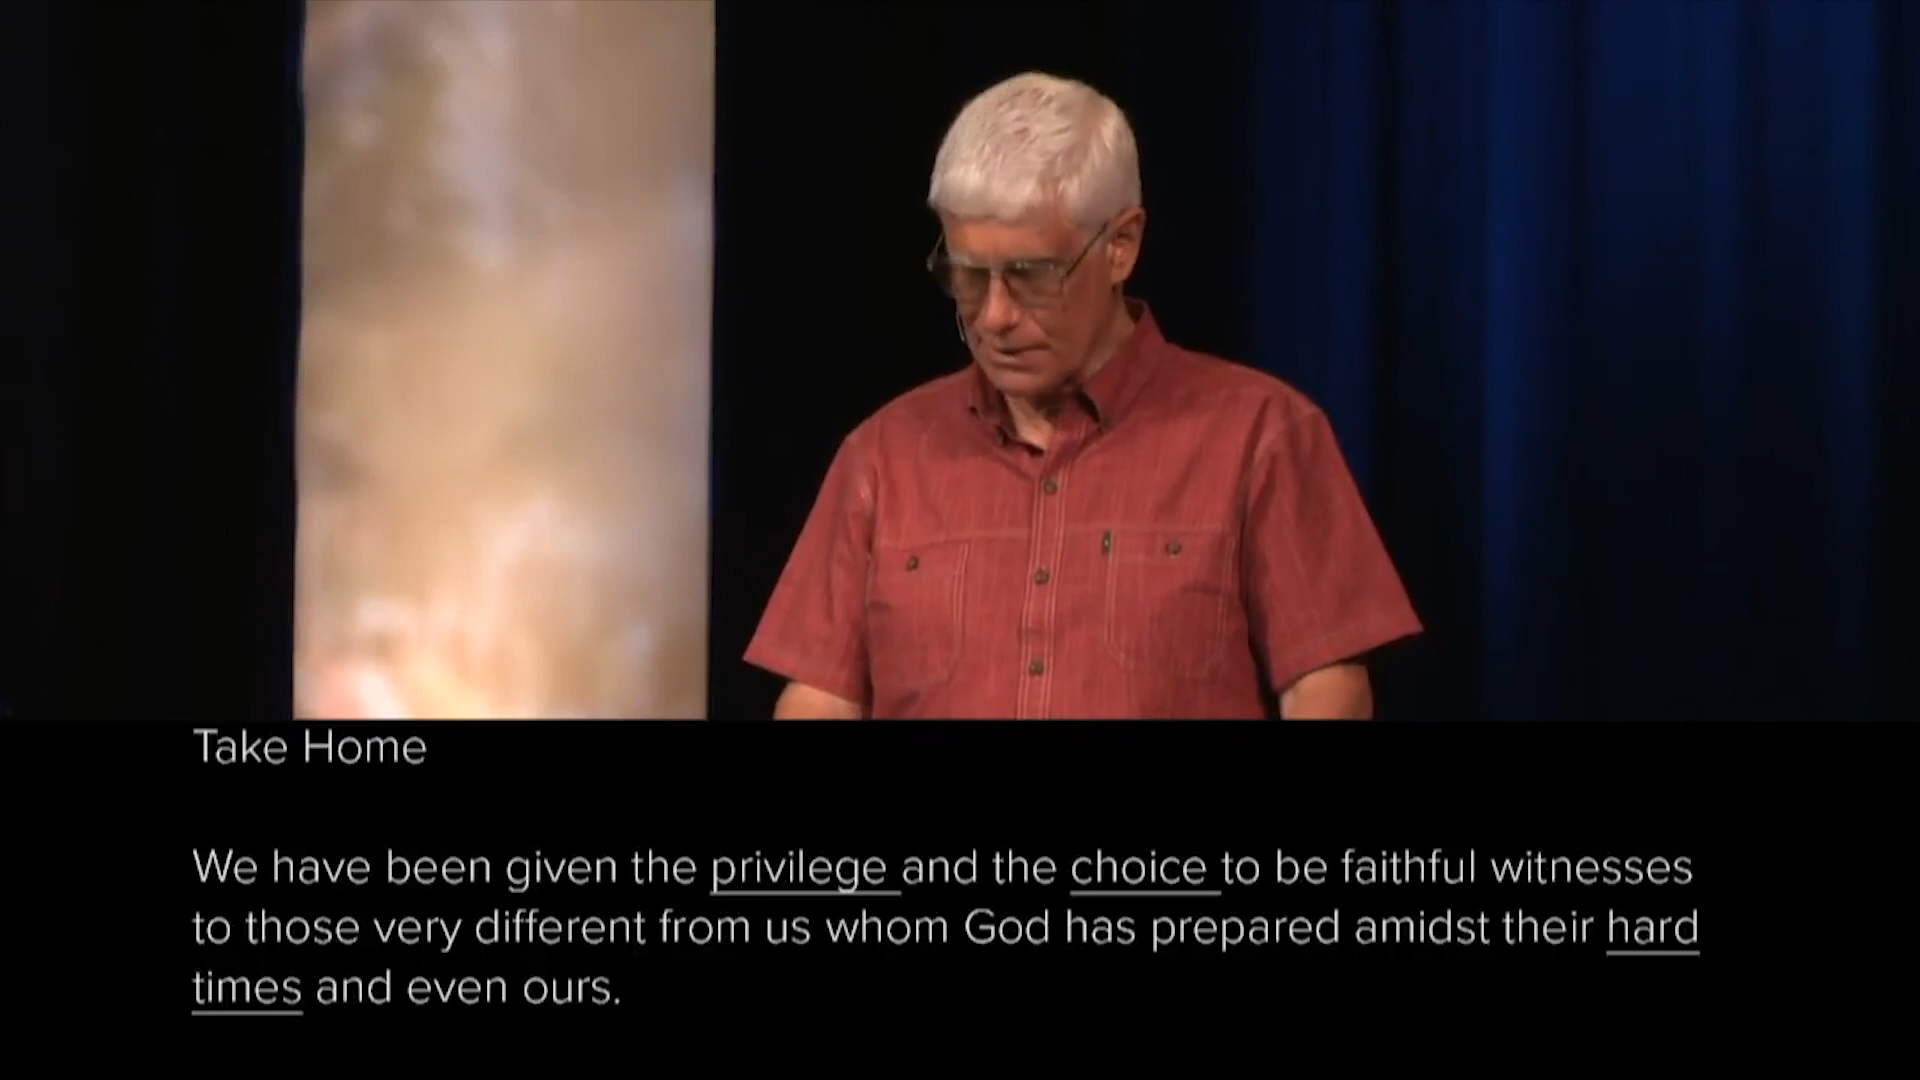 Take Home
We have been given the privilege and the choice to be faithful witnesses
to those very different from us whom God has prepared amidst their hard
times and even ours.